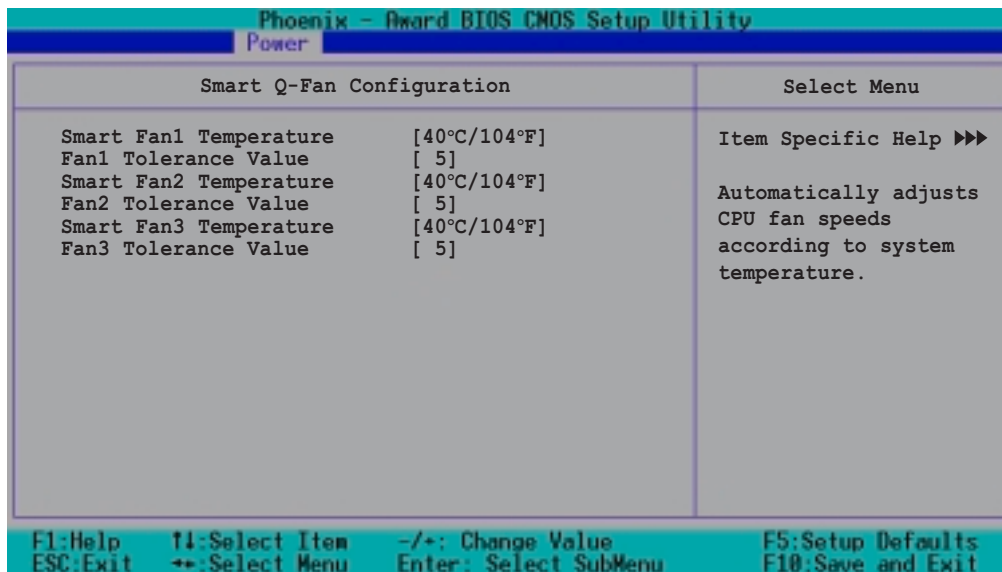 Phoenix - Award BIOS CMOS Setup Utility
Power
Smart Q-Fan Configuration
Select Menu
Smart Fan1 Temperature [40°C/104°F]
Fan1 Tolerance Value [ 5]
Smart Fan2 Temperature [40°C/104°F]
Fan2 Tolerance Value [ 5]
Smart Fan3 Temperature [40°C/104°F]
Fan3 Tolerance Value [ 5]
Item Specific Help ▶▶▶
Automatically adjusts
CPU fan speeds
according to system
temperature.
F1:Help ↑↓:Select Item -/+: Change Value F5:Setup Defaults
ESC:Exit →←:Select Menu Enter: Select SubMenu F10:Save and Exit